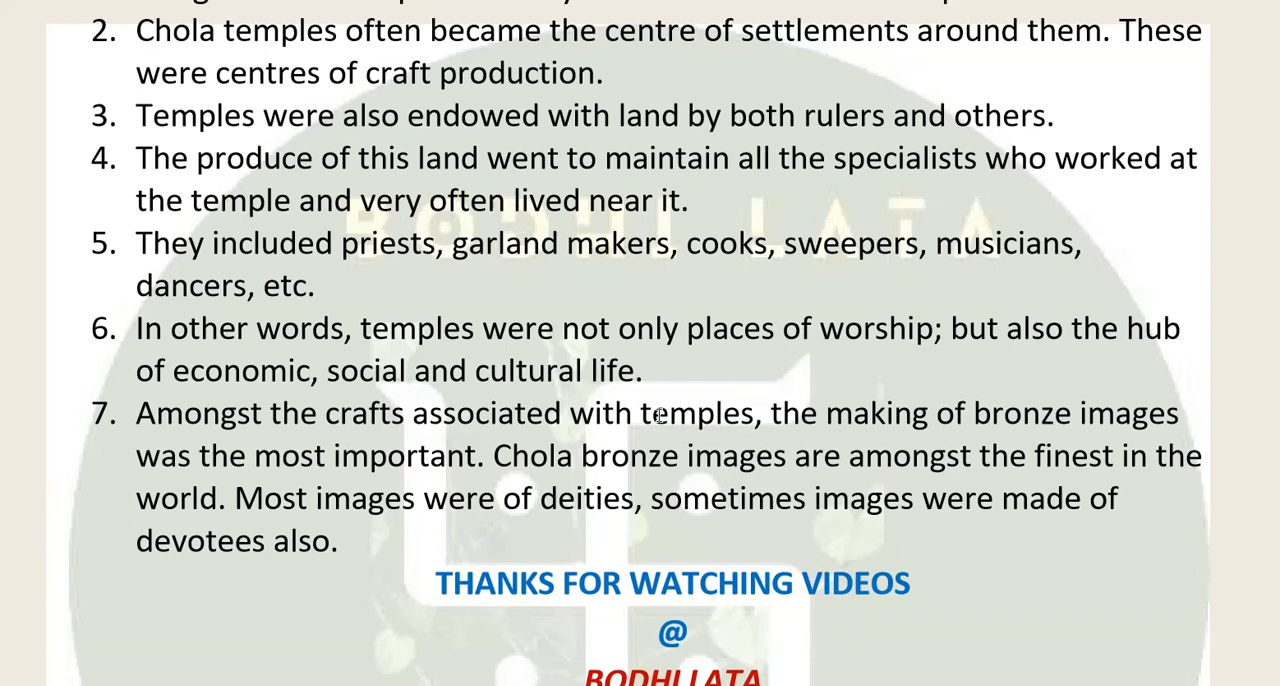 2. Chola temples often became the centre of settlements around them. These
were centres of craft production.
3. Temples were also endowed with land by both rulers and others.
4. The produce of this land went to maintain all the specialists who worked at
the temple and very often lived near it.
BODHI LATA
5. They included priests, garland makers, cooks, sweepers, musicians,
dancers, etc.
6. In other words, temples were not only places of worship; but also the hub
of economic, social and cultural life.
7. Amongst the crafts associated with temples, the making of bronze images
was the most important. Chola bronze images are amongst the finest in the
world. Most images were of deities, sometimes images were made of
devotees also.
THANKS FOR WATCHING VIDEOS
@
BODHI LATA